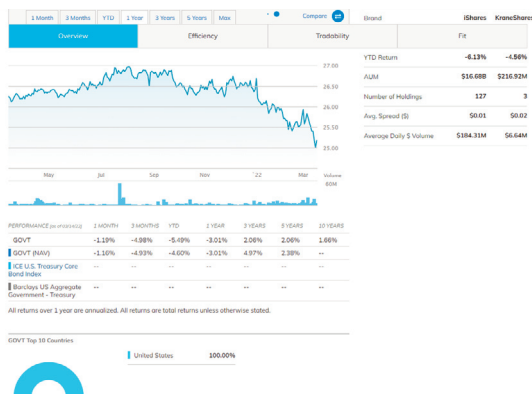 1 Month 3 Months YTD 1 Year 3 Years 5 Years Max Compare
Overview Efficiency Tradability Fit
27.00
26.50
26.00
25.50
25.00
May Jul Sep Nov '22 Mar Volume
60M
PERFORMANCE 1 MONTH 3 MONTHS YTD 1 YEAR 3 YEARS 5 YEARS 10 YEARS
GOVT -1.19% -4.98% -5.49% -3.01% 2.06% 2.06% 1.66%
GOVT (NAV) -1.16% -4.93% -4.60% -3.01% 4.97% 2.38% --
ICE U.S. Treasury Core -- -- -- -- -- -- --
Bond Index
Barclays US Aggregate -- -- -- -- -- -- --
Government - Treasury
All returns over 1 year are annualized. All returns are total returns unless otherwise stated.
GOVT Top 10 Countries
United States 100.00%
Brand iShares KraneShares
YTD Return -6.13% -4.56%
AUM $16.68B $216.92M
Number of Holdings 127 3
Avg. Spread ($) $0.01 $0.02
Average Daily $ Volume $184.31M $6.64M